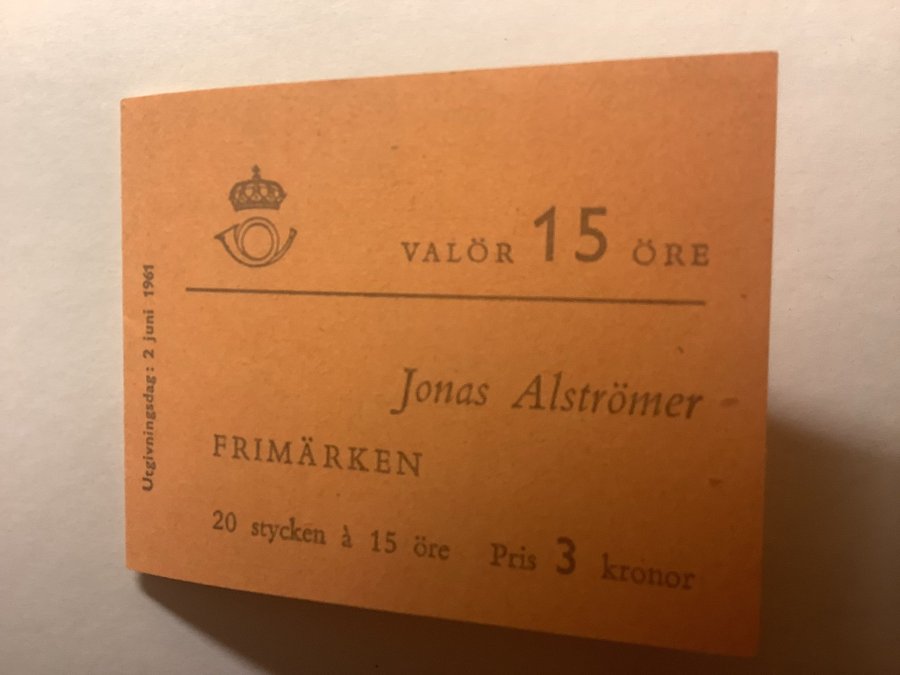 VALÖR 15 ÖRE
Jonas Alströmer
FRIMÄRKEN
20 stycken à 15 öre Pris 3 kronor
Utgivningsdag: 2 juni 1961